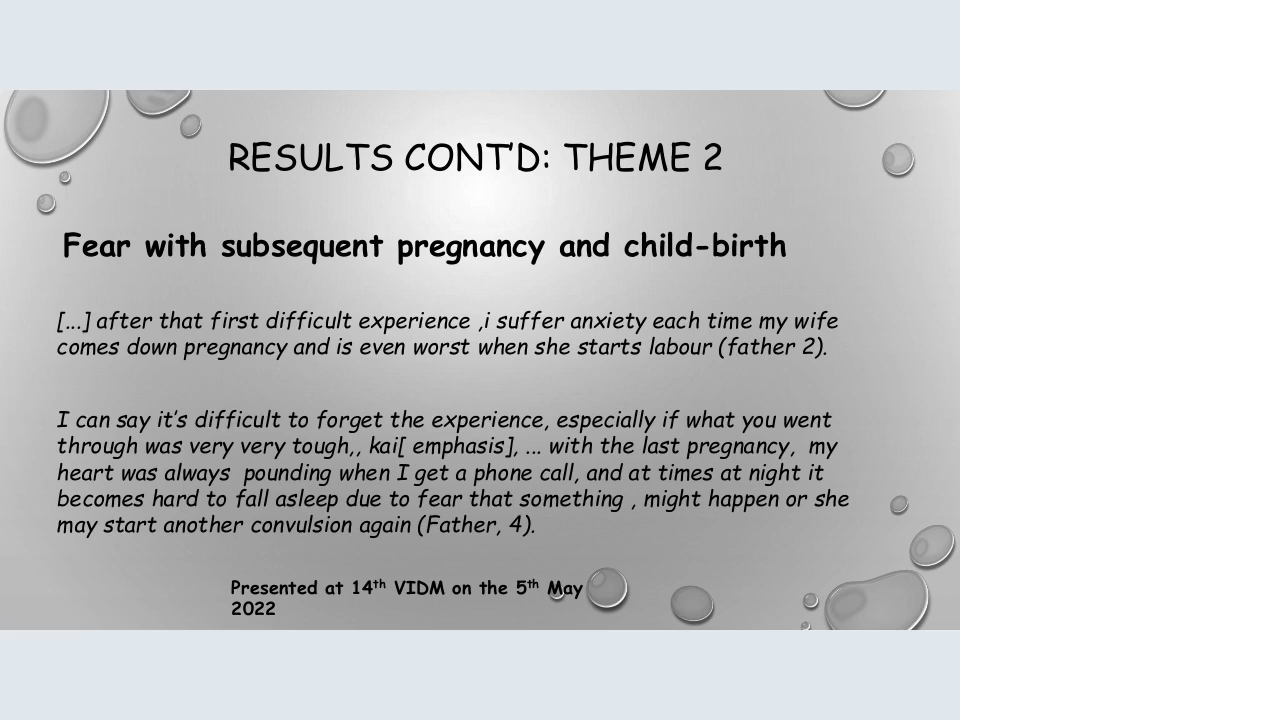 RESULTS CONT'D: THEME 2
Fear with subsequent pregnancy and child-birth
[...] after that first difficult experience ,i suffer anxiety each time my wife
comes down pregnancy and is even worst when she starts labour (father 2).
I can say it's difficult to forget the experience, especially if what you went
through was very very tough,, kai[ emphasis], ... with the last pregnancy, my
heart was always pounding when I get a phone call, and at times at night it
becomes hard to fall asleep due to fear that something , might happen or she
may start another convulsion again (Father, 4).
Presented at 14th VIDM on the 5th May
2022